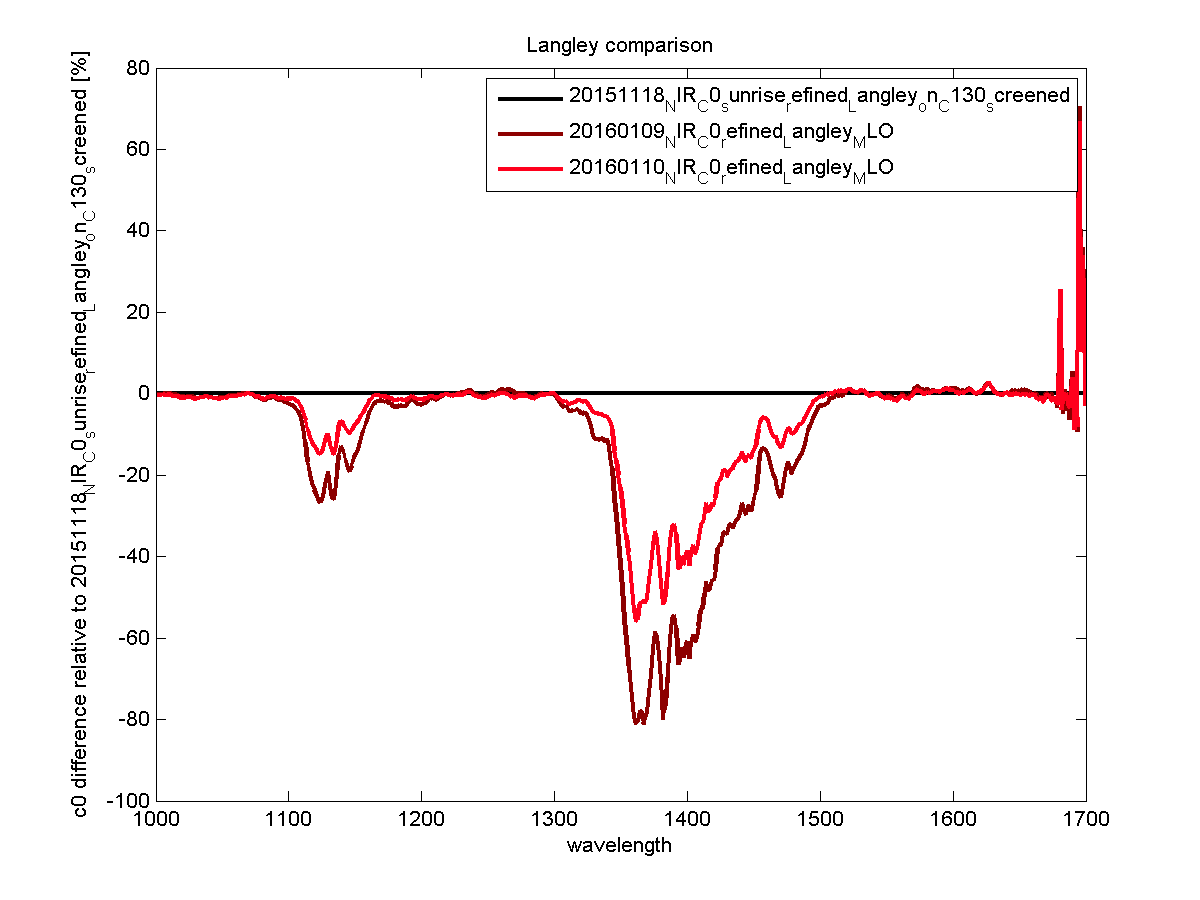 Langley comparison
20151118_NIR_C0_sunrise_refined_Langley_on_C130_screened
20160109_NIR_C0_refined_Langley_MLO
20160110_NIR_C0_refined_Langley_MLO
c0 difference relative to 20151118_NIR_C0_sunrise_refined_Langley_on_C130_screened [%]
80
60
40
20
0
-20
-40
-60
-80
-100
1000 1100 1200 1300 1400 1500 1600 1700
wavelength